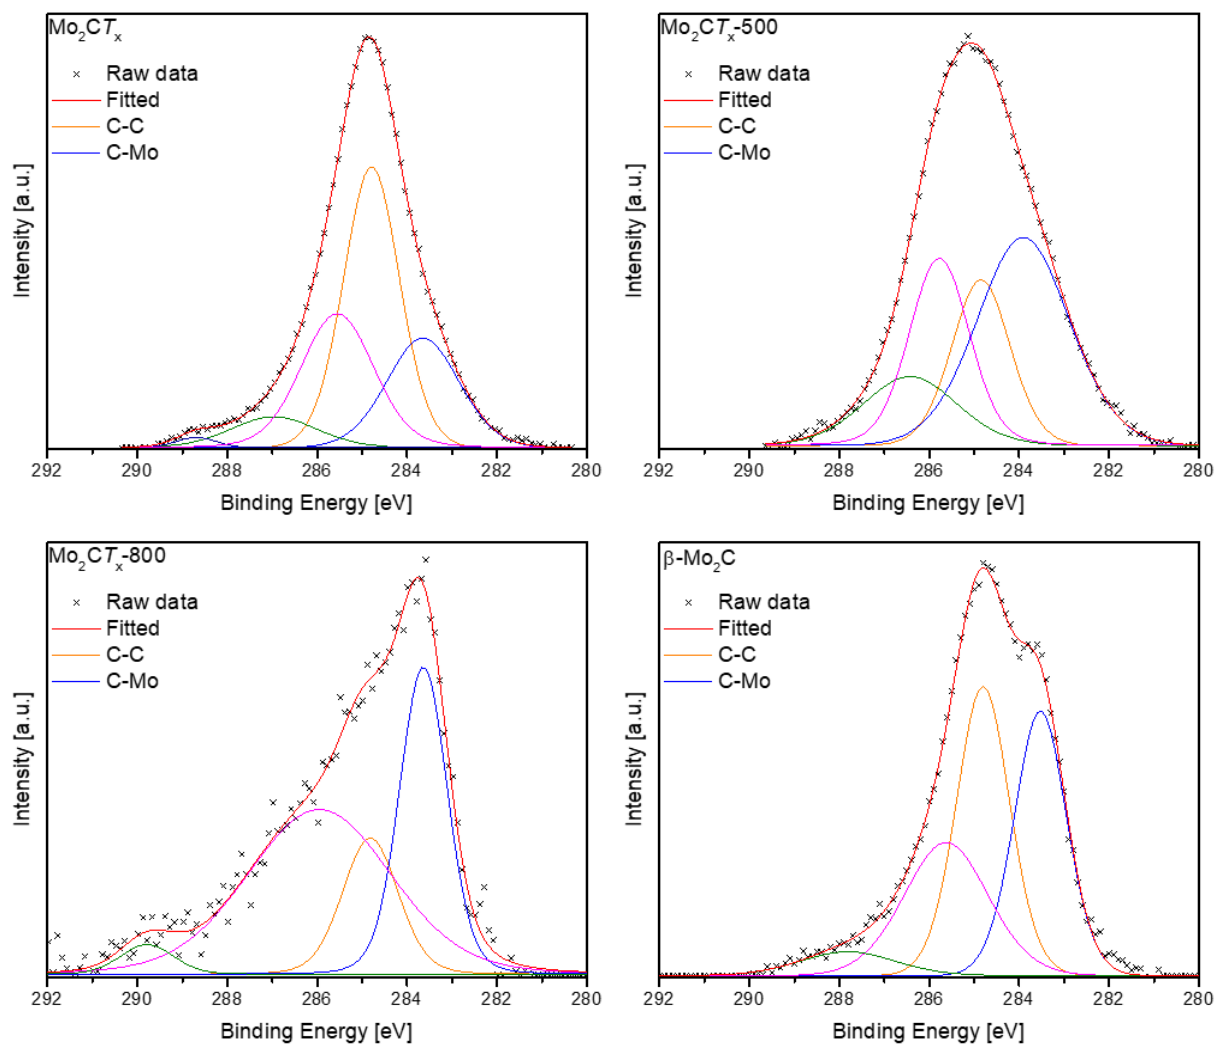 Mo₂CTₓ
Raw data
Fitted
C-C
C-Mo
Intensity [a.u.]
292 290 288 286 284 282 280
Binding Energy [eV]
Mo₂CTₓ-500
Raw data
Fitted
C-C
C-Mo
Intensity [a.u.]
292 290 288 286 284 282 280
Binding Energy [eV]
Mo₂CTₓ-800
Raw data
Fitted
C-C
C-Mo
Intensity [a.u.]
292 290 288 286 284 282 280
Binding Energy [eV]
β-Mo₂C
Raw data
Fitted
C-C
C-Mo
Intensity [a.u.]
292 290 288 286 284 282 280
Binding Energy [eV]